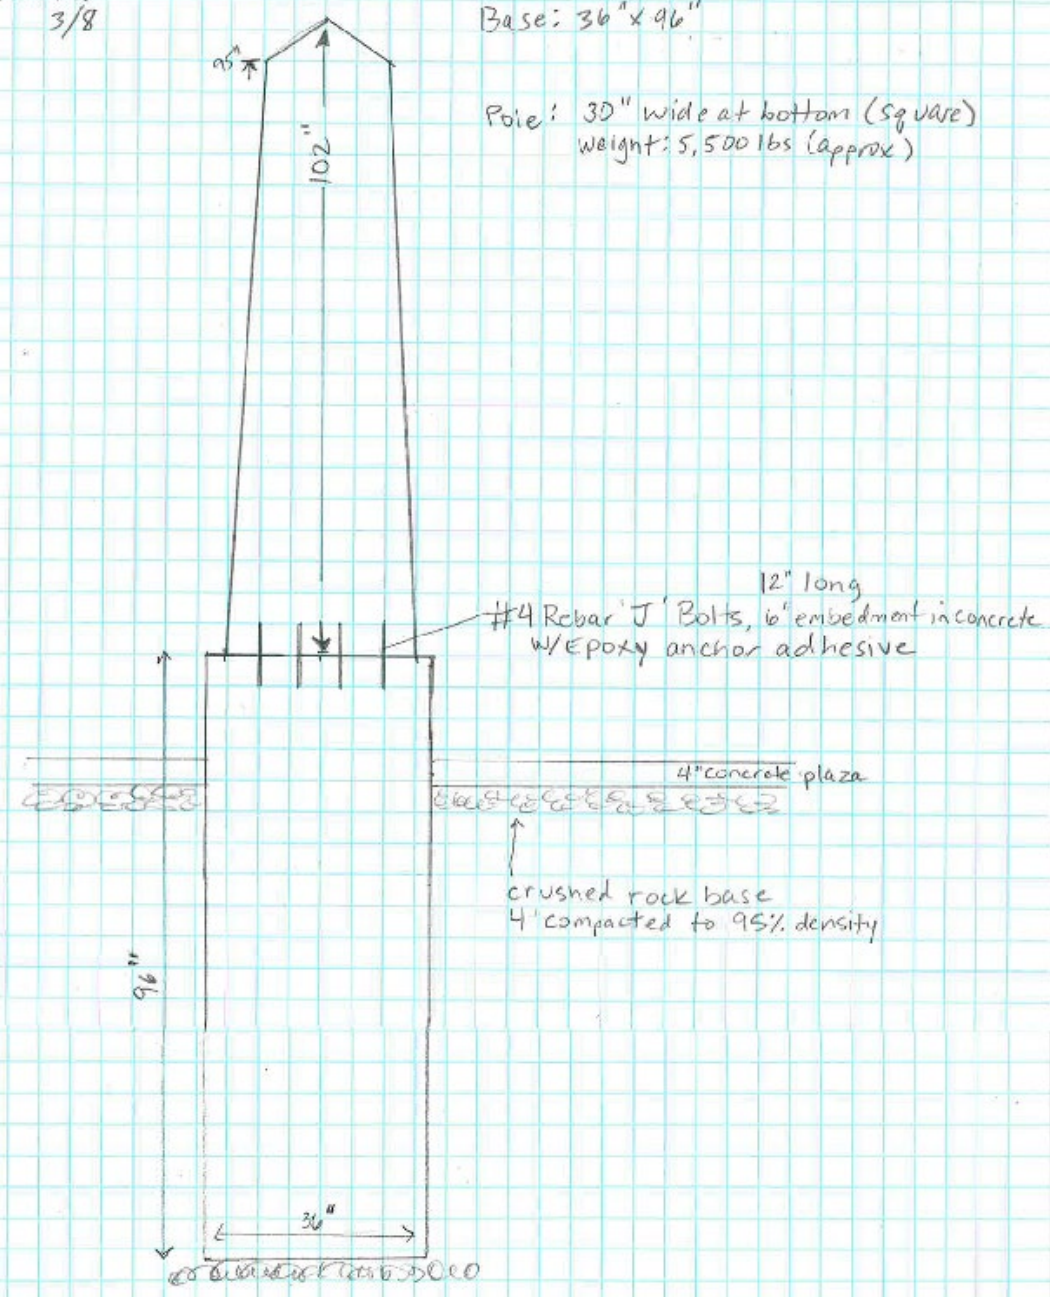 3/8
Base: 36" x 96"
Pole: 30" wide at bottom (square)
weight: 5,500 lbs (approx)
102"
12" long
#4 Rebar 'J' Bolts, 6" embedment in concrete
W/Epoxy anchor adhesive
4" concrete plaza
crushed rock base
4" compacted to 95% density
96"
36"